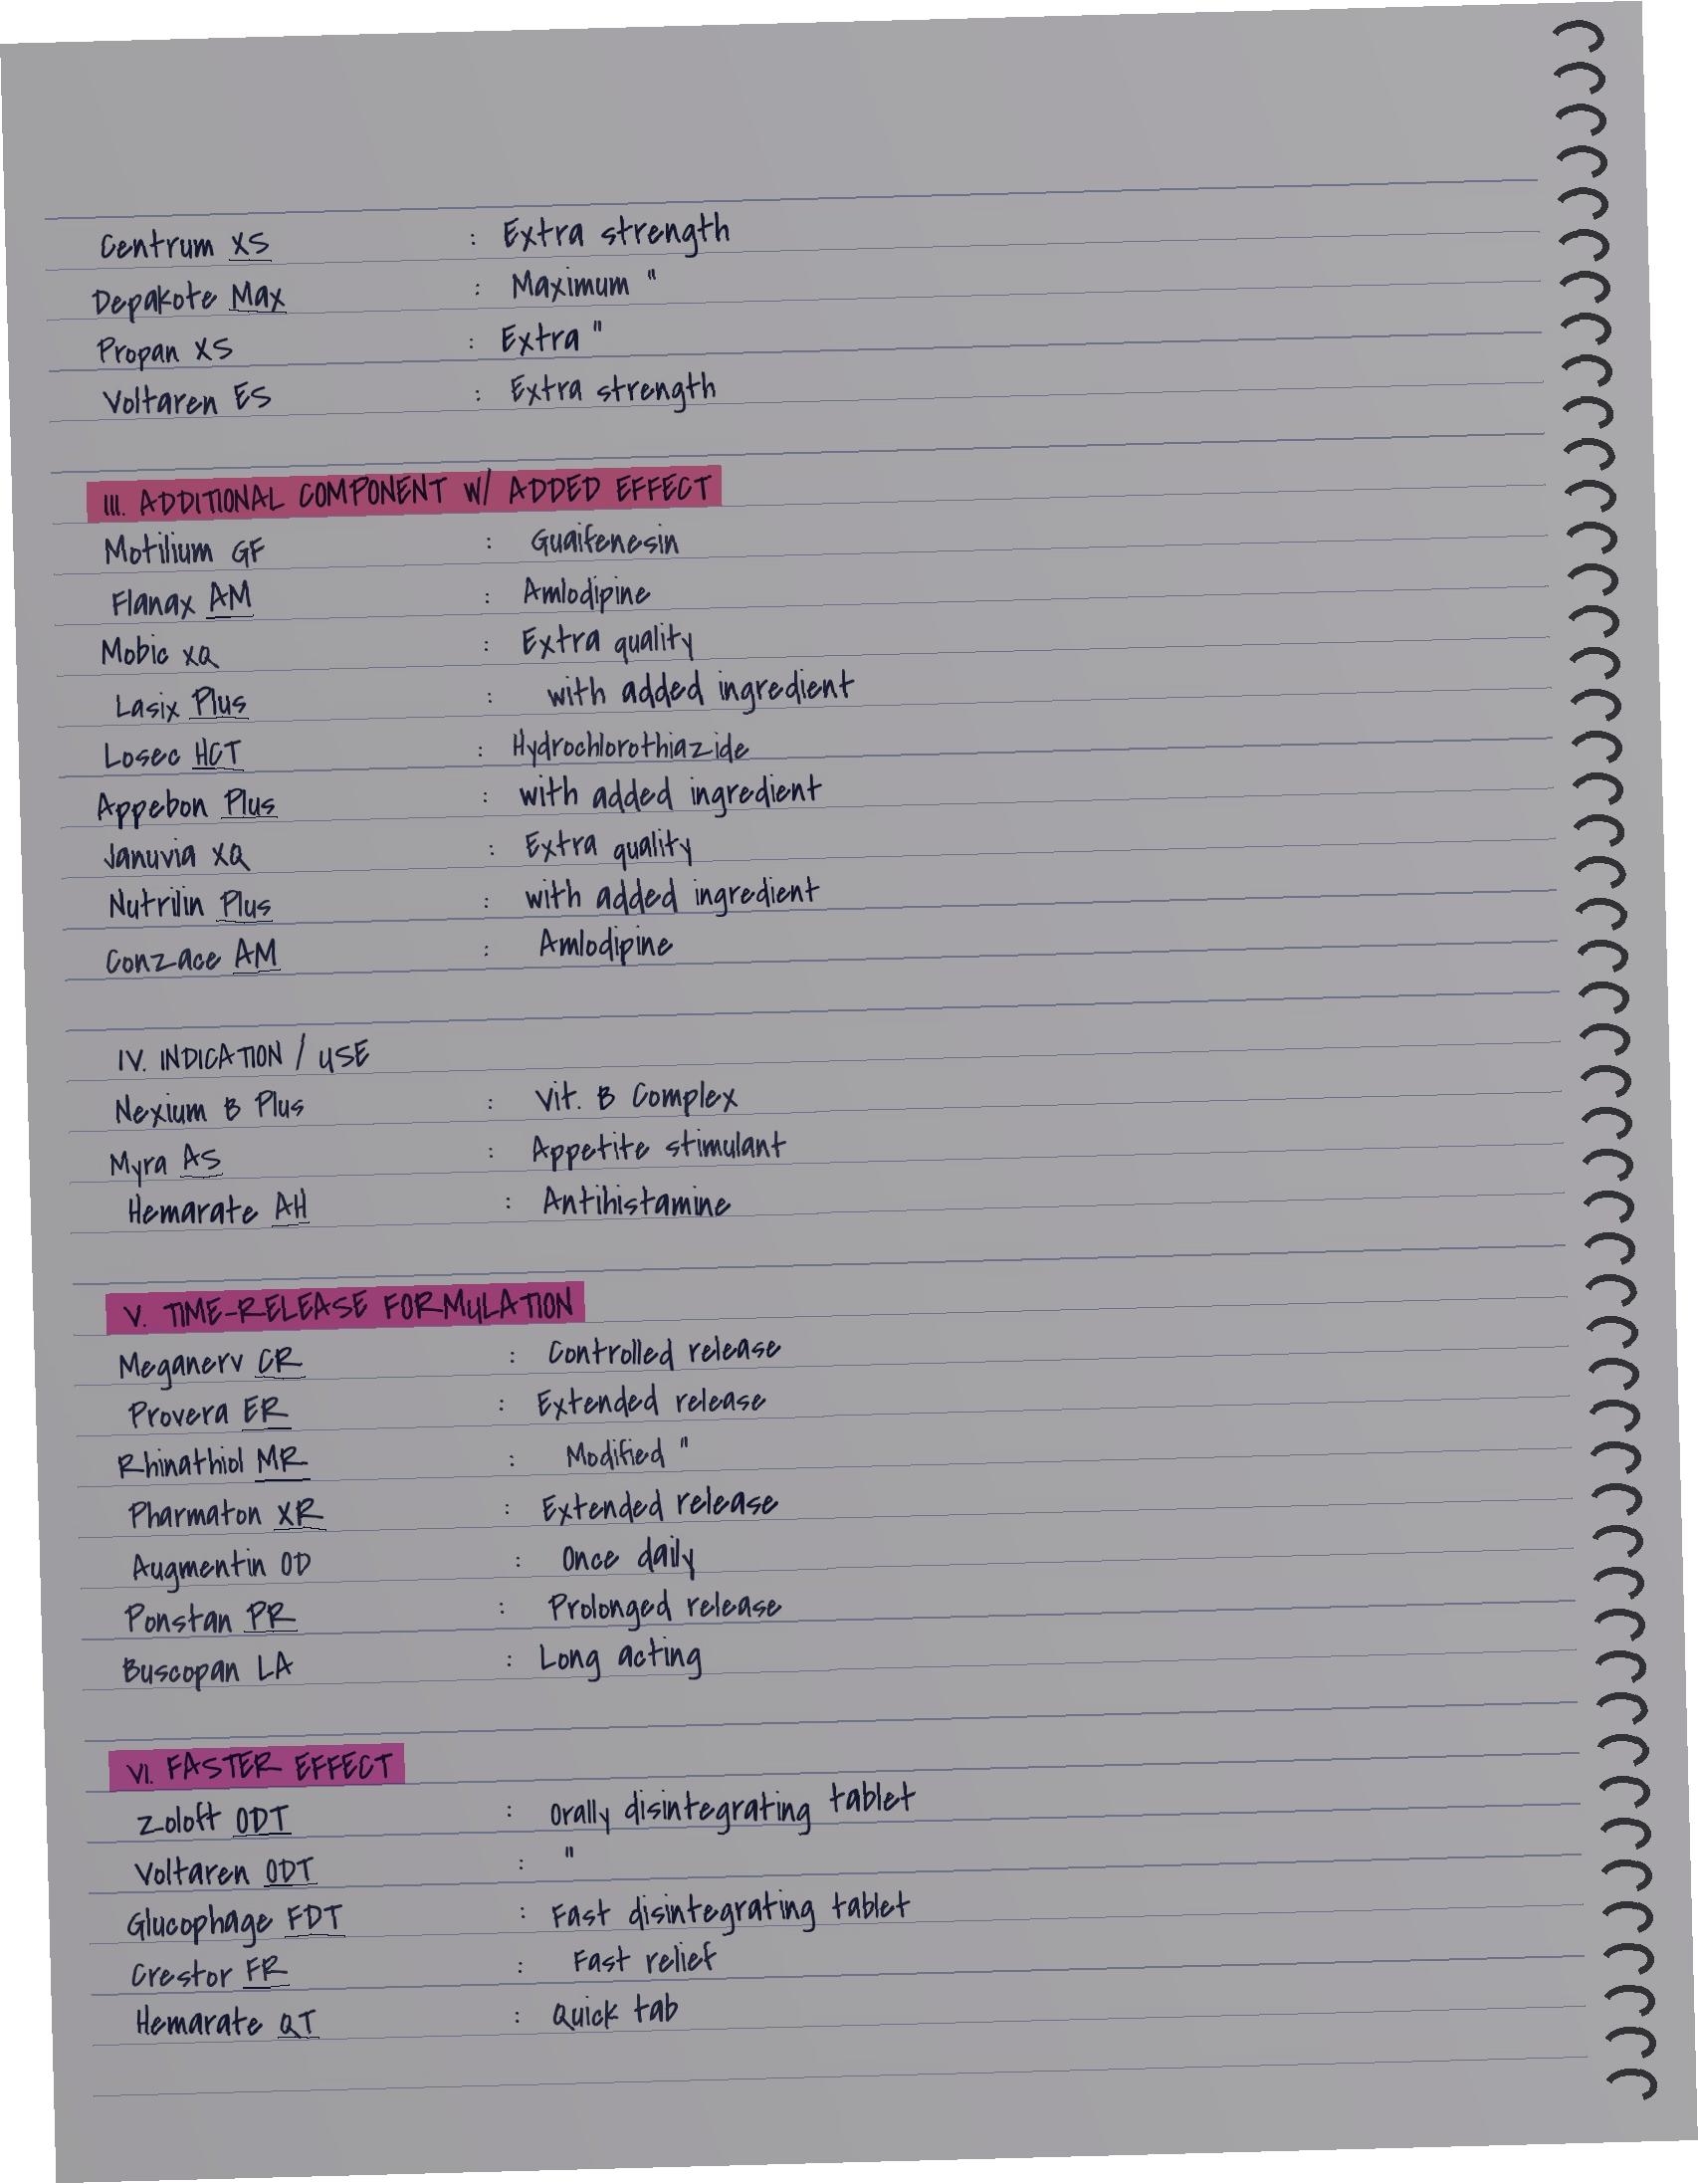 Centrum XS : Extra strength
Depakote Max : Maximum "
Propan XS : Extra "
Voltaren ES : Extra strength
III. ADDITIONAL COMPONENT W/ ADDED EFFECT
Motilium GF : Guaifenesin
Flanax AM : Amlodipine
Mobic XQ : Extra quality
Lasix Plus : with added ingredient
Losec HCT : Hydrochlorothiazide
Appebon Plus : with added ingredient
Januvia XQ : Extra quality
Nutrilin Plus : with added ingredient
Conzace AM : Amlodipine
IV. INDICATION / USE
Nexium B Plus : Vit. B Complex
Myra AS : Appetite stimulant
Hemarate AH : Antihistamine
V. TIME-RELEASE FORMULATION
Meganerv CR : Controlled release
Provera ER : Extended release
Rhinathiol MR : Modified "
Pharmaton XR : Extended release
Augmentin OD : Once daily
Ponstan PR : Prolonged release
Buscopan LA : Long acting
VI. FASTER EFFECT
Zoloft ODT : Orally disintegrating tablet
Voltaren ODT : "
Glucophage FDT : Fast disintegrating tablet
Crestor FR : Fast relief
Hemarate QT : Quick tab